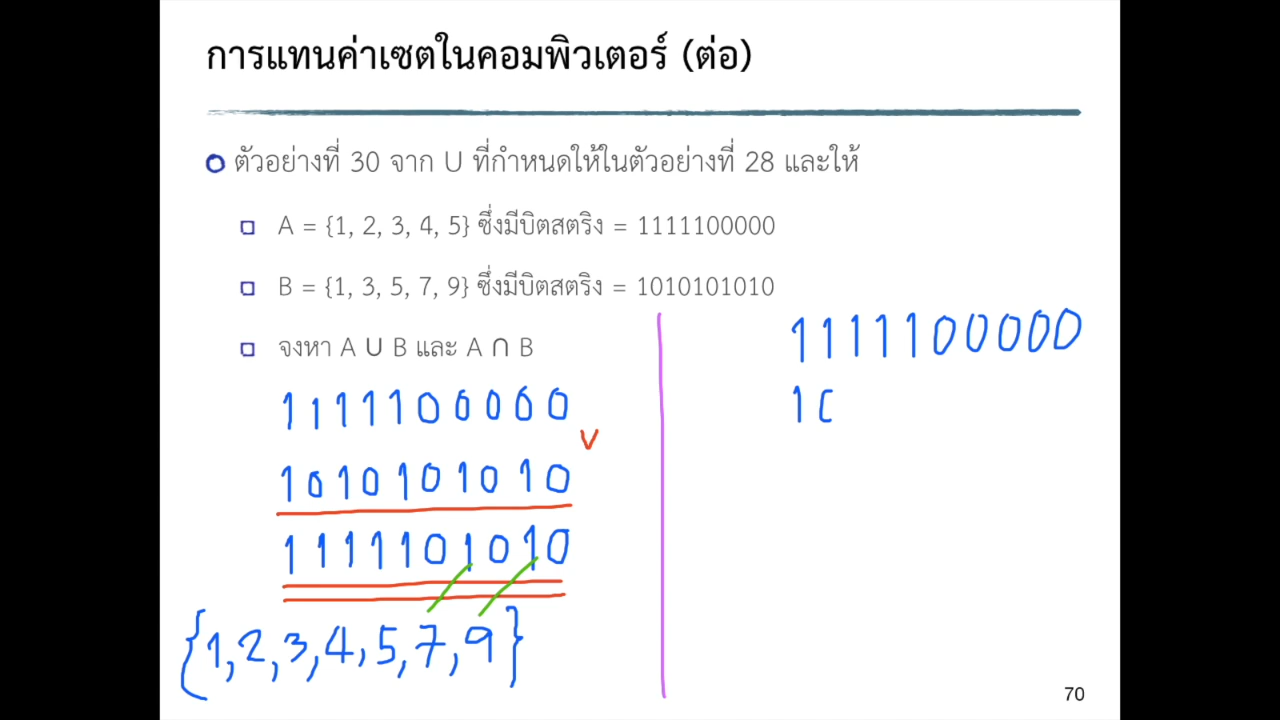 การแทนค่าเซตในคอมพิวเตอร์ (ต่อ)
ตัวอย่างที่ 30 จาก U ที่กำหนดให้ในตัวอย่างที่ 28 และให้
A = {1, 2, 3, 4, 5} ซึ่งมีบิตสตริง = 1111100000
B = {1, 3, 5, 7, 9} ซึ่งมีบิตสตริง = 1010101010
จงหา A ∪ B และ A ∩ B
1111100000
∨
1010101010
1111101010
{1,2,3,4,5,7,9}
1111100000
10
70